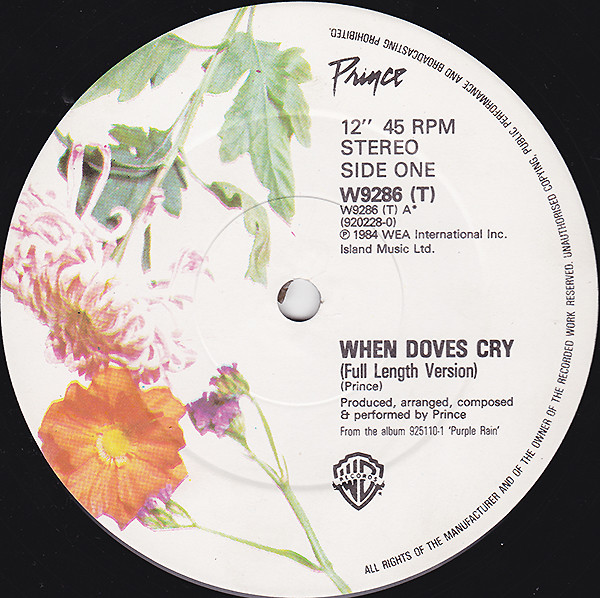 Prince
12" 45 RPM
STEREO
SIDE ONE
W9286 (T)
W9286 (T) A*
(920228-0)
℗ 1984 WEA International Inc.
Island Music Ltd.
WHEN DOVES CRY
(Full Length Version)
(Prince)
Produced, arranged, composed
& performed by Prince
From the album 925110-1 'Purple Rain'
WB
RECORDS
ALL RIGHTS OF THE MANUFACTURER AND OF THE OWNER OF THE RECORDED WORK RESERVED. UNAUTHORISED COPYING, PUBLIC PERFORMANCE AND BROADCASTING PROHIBITED.